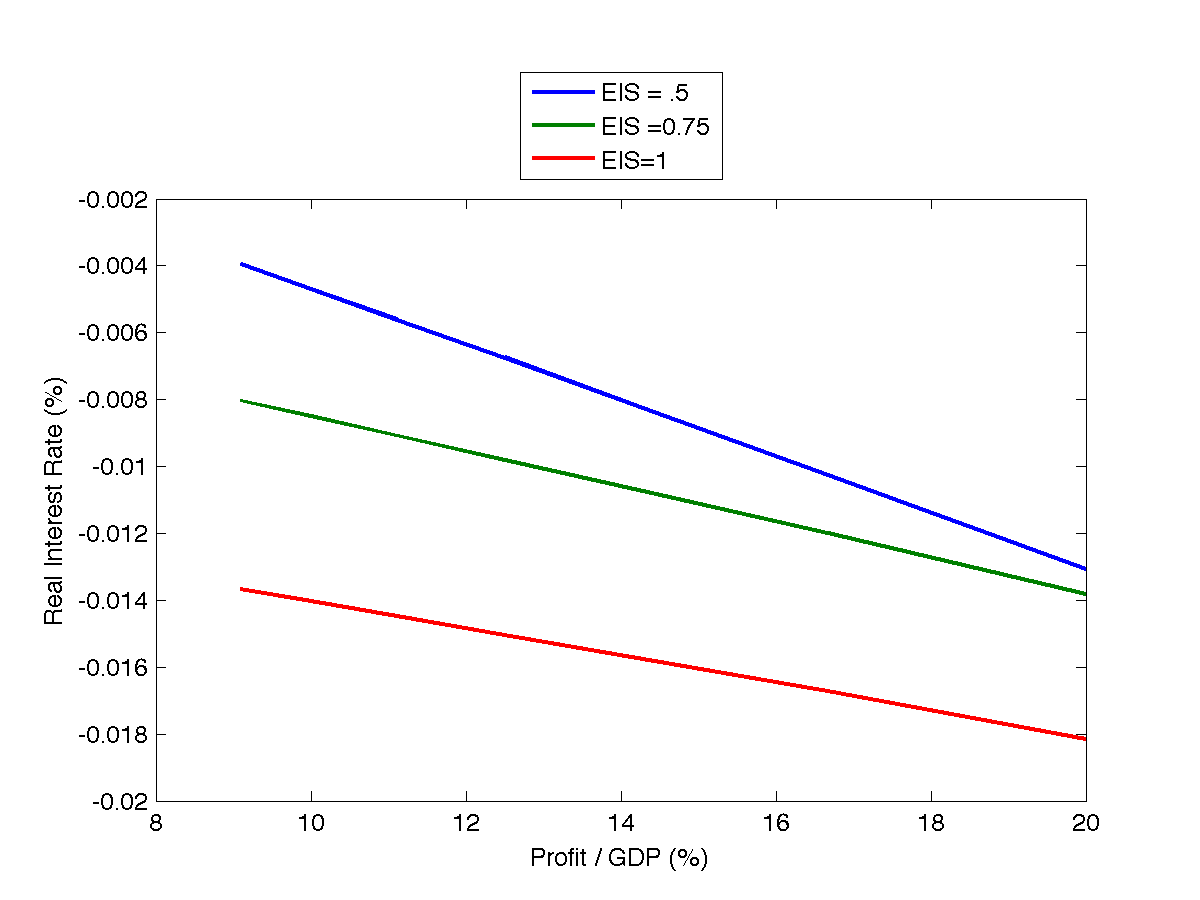 EIS = .5
EIS =0.75
EIS=1
-0.002
-0.004
-0.006
-0.008
-0.01
-0.012
-0.014
-0.016
-0.018
-0.02
Real Interest Rate (%)
8 10 12 14 16 18 20
Profit / GDP (%)